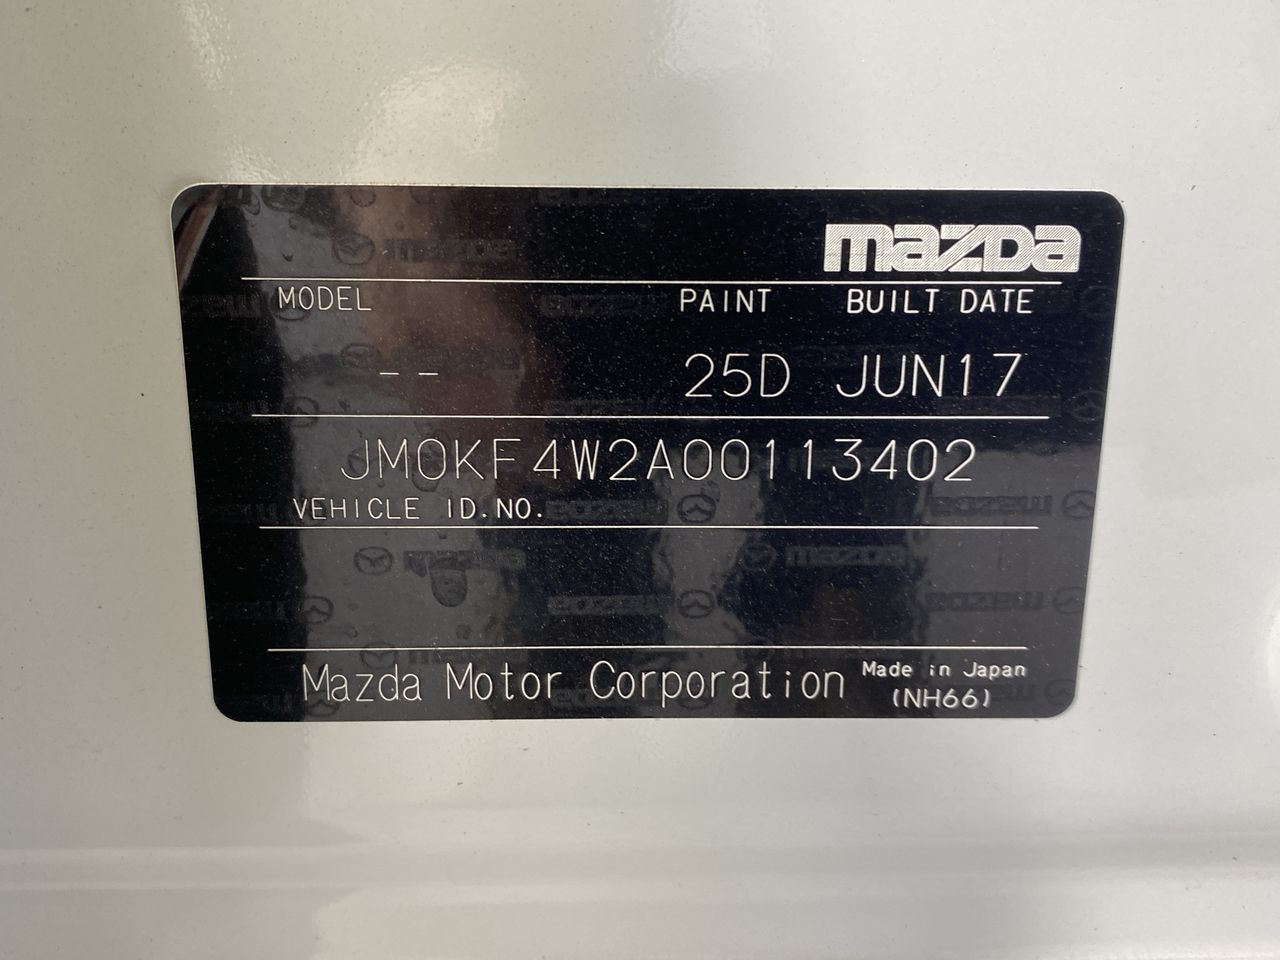 mazda
MODEL PAINT BUILT DATE
-- 25D JUN17
JM0KF4W2A00113402
VEHICLE ID.NO.
Mazda Motor Corporation Made in Japan
(NH66)